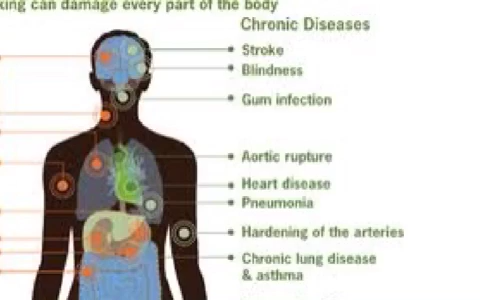 king can damage every part of the body
Chronic Diseases
Stroke
Blindness
Gum infection
Aortic rupture
Heart disease
Pneumonia
Hardening of the arteries
Chronic lung disease
& asthma